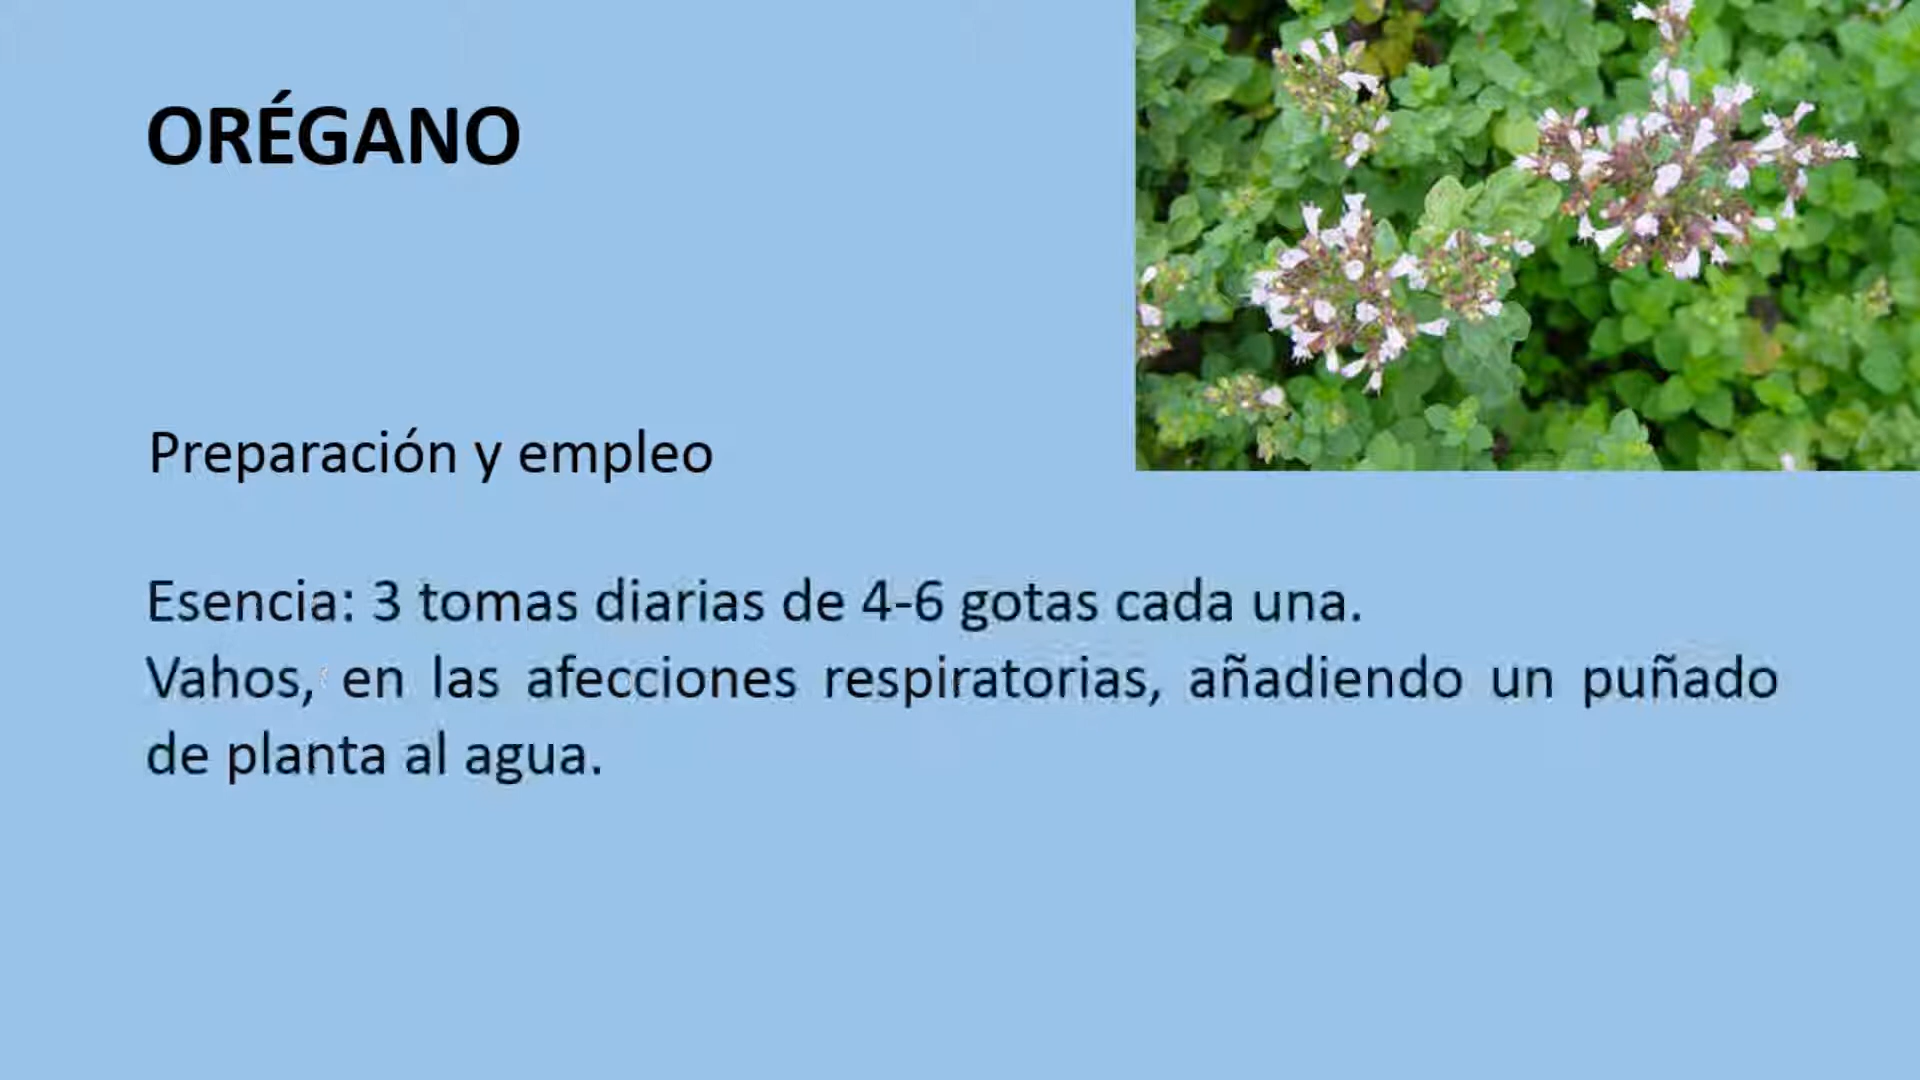 ORÉGANO
Preparación y empleo
Esencia: 3 tomas diarias de 4-6 gotas cada una.
Vahos, en las afecciones respiratorias, añadiendo un puñado
de planta al agua.